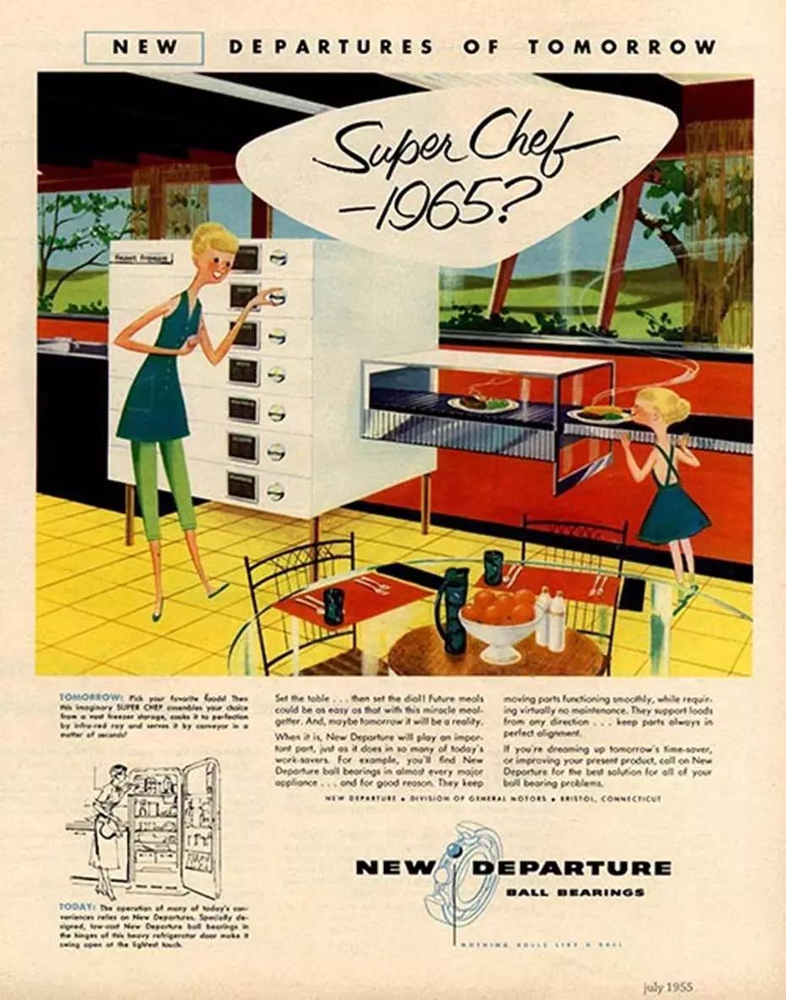 NEW DEPARTURES OF TOMORROW
Super Chef
—1965?
TOMORROW: Pick your favorite foods! Then
this imaginary SUPER CHEF assembles your choice
from a vast freezer storage, cooks it to perfection
by infra-red ray and serves it by conveyor in a
matter of seconds!
TODAY: The operation of many of today's con-
veniences relies on New Departures. Specially de-
signed, low-cost New Departure ball bearings in
the hinges of this heavy refrigerator door make it
swing open at the lightest touch.
Set the table . . . then set the dial! Future meals
could be as easy as that with this miracle meal-
getter. And, maybe tomorrow it will be a reality.
When it is, New Departure will play an impor-
tant part, just as it does in so many of today's
work-savers. For example, you'll find New
Departure ball bearings in almost every major
appliance . . . and for good reason. They keep
moving parts functioning smoothly, while requir-
ing virtually no maintenance. They support loads
from any direction . . . keep parts always in
perfect alignment.
If you're dreaming up tomorrow's time-saver,
or improving your present product, call on New
Departure for the best solution for all of your
ball bearing problems.
NEW DEPARTURE • DIVISION OF GENERAL MOTORS • BRISTOL, CONNECTICUT
NEW DEPARTURE
BALL BEARINGS
NOTHING ROLLS LIKE A BALL
july 1955